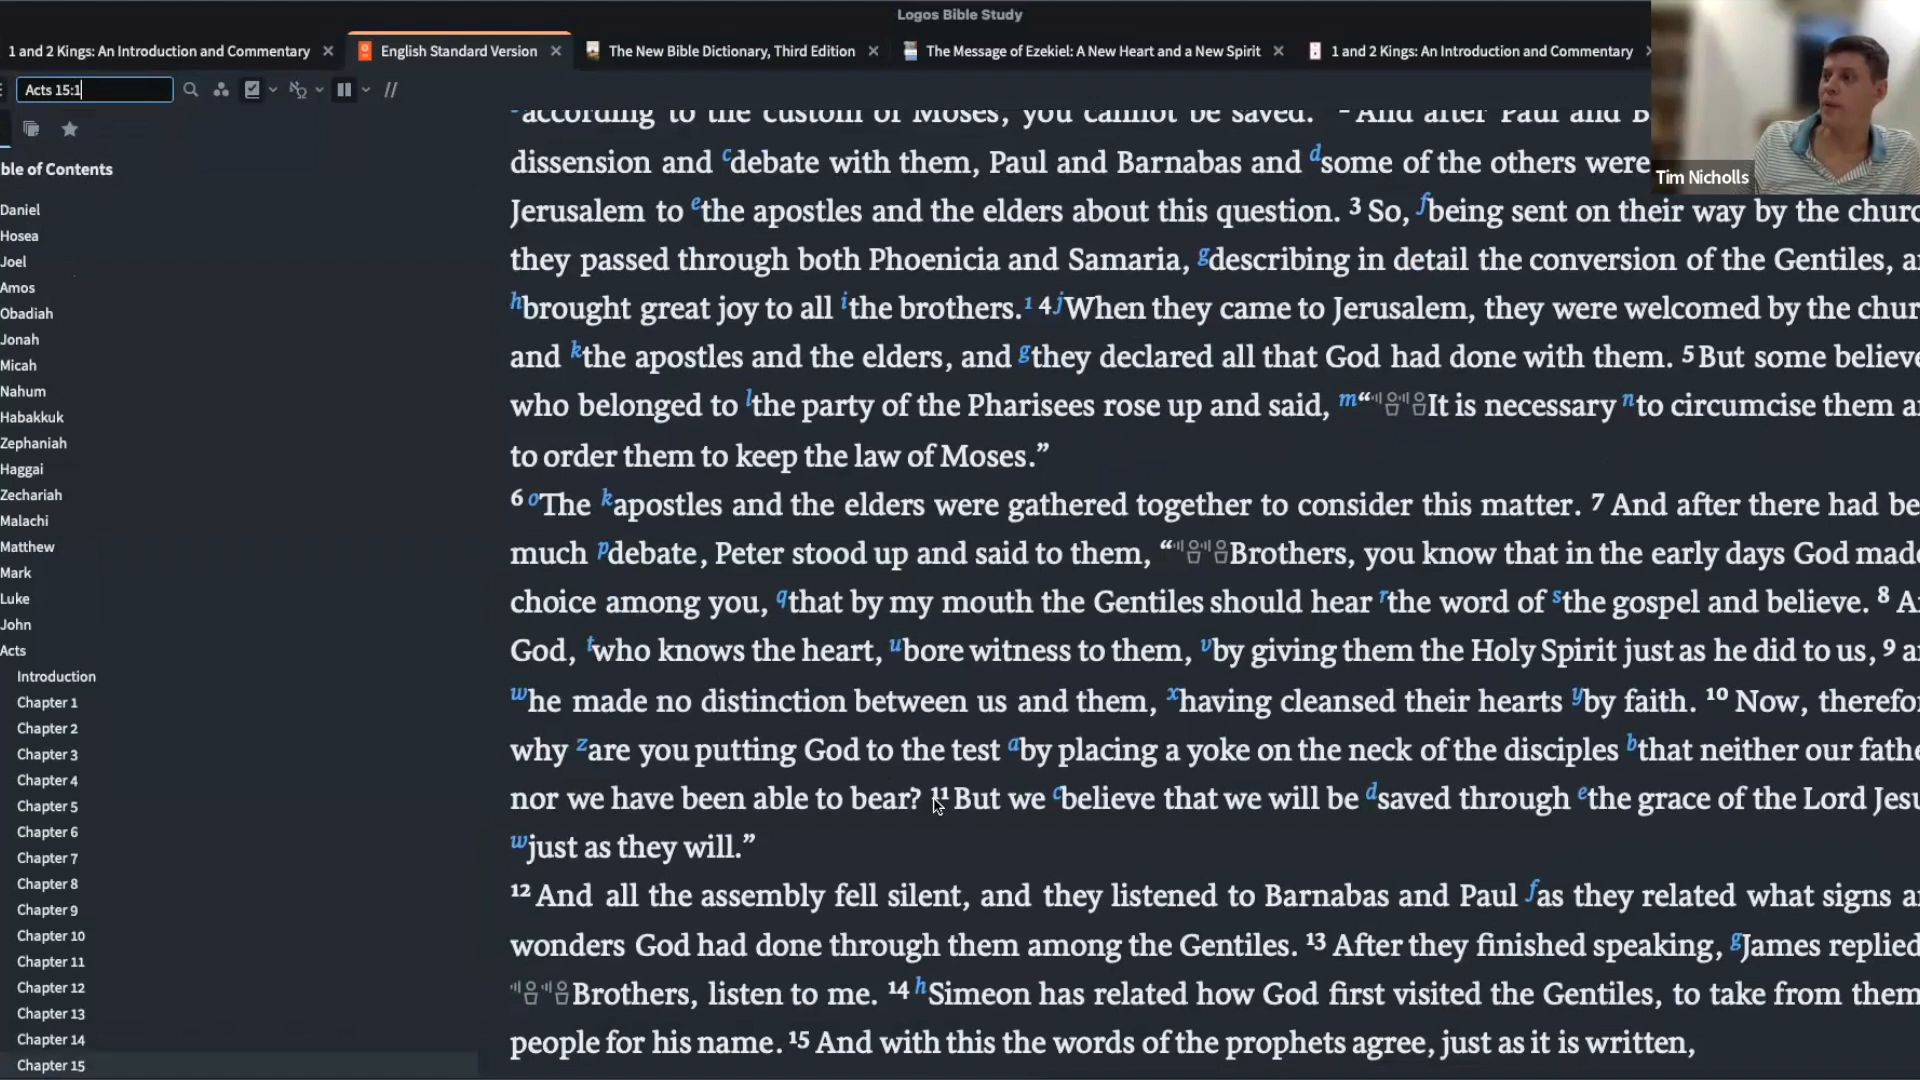 Logos Bible Study
1 and 2 Kings: An Introduction and Commentary
English Standard Version
The New Bible Dictionary, Third Edition
The Message of Ezekiel: A New Heart and a New Spirit
1 and 2 Kings: An Introduction and Commentary
Acts 15:1
Tim Nicholls
ble of Contents
Daniel
Hosea
Joel
Amos
Obadiah
Jonah
Micah
Nahum
Habakkuk
Zephaniah
Haggai
Zechariah
Malachi
Matthew
Mark
Luke
John
Acts
Introduction
Chapter 1
Chapter 2
Chapter 3
Chapter 4
Chapter 5
Chapter 6
Chapter 7
Chapter 8
Chapter 9
Chapter 10
Chapter 11
Chapter 12
Chapter 13
Chapter 14
Chapter 15
according to the custom of Moses, you cannot be saved.” 2 And after Paul and B
dissension and c debate with them, Paul and Barnabas and d some of the others were
Jerusalem to e the apostles and the elders about this question. 3 So, f being sent on their way by the churc
they passed through both Phoenicia and Samaria, g describing in detail the conversion of the Gentiles, a
h brought great joy to all i the brothers. 1 4 j When they came to Jerusalem, they were welcomed by the chur
and k the apostles and the elders, and g they declared all that God had done with them. 5 But some believe
who belonged to l the party of the Pharisees rose up and said, m “It is necessary n to circumcise them a
to order them to keep the law of Moses.”
6 o The k apostles and the elders were gathered together to consider this matter. 7 And after there had be
much p debate, Peter stood up and said to them, “Brothers, you know that in the early days God made
choice among you, q that by my mouth the Gentiles should hear r the word of s the gospel and believe. 8 A
God, t who knows the heart, u bore witness to them, v by giving them the Holy Spirit just as he did to us, 9 a
w he made no distinction between us and them, x having cleansed their hearts y by faith. 10 Now, therefo
why z are you putting God to the test a by placing a yoke on the neck of the disciples b that neither our fathe
nor we have been able to bear? 11 But we c believe that we will be d saved through e the grace of the Lord Jesu
w just as they will.”
12 And all the assembly fell silent, and they listened to Barnabas and Paul f as they related what signs a
wonders God had done through them among the Gentiles. 13 After they finished speaking, g James replied
Brothers, listen to me. 14 h Simeon has related how God first visited the Gentiles, to take from them
people for his name. 15 And with this the words of the prophets agree, just as it is written,